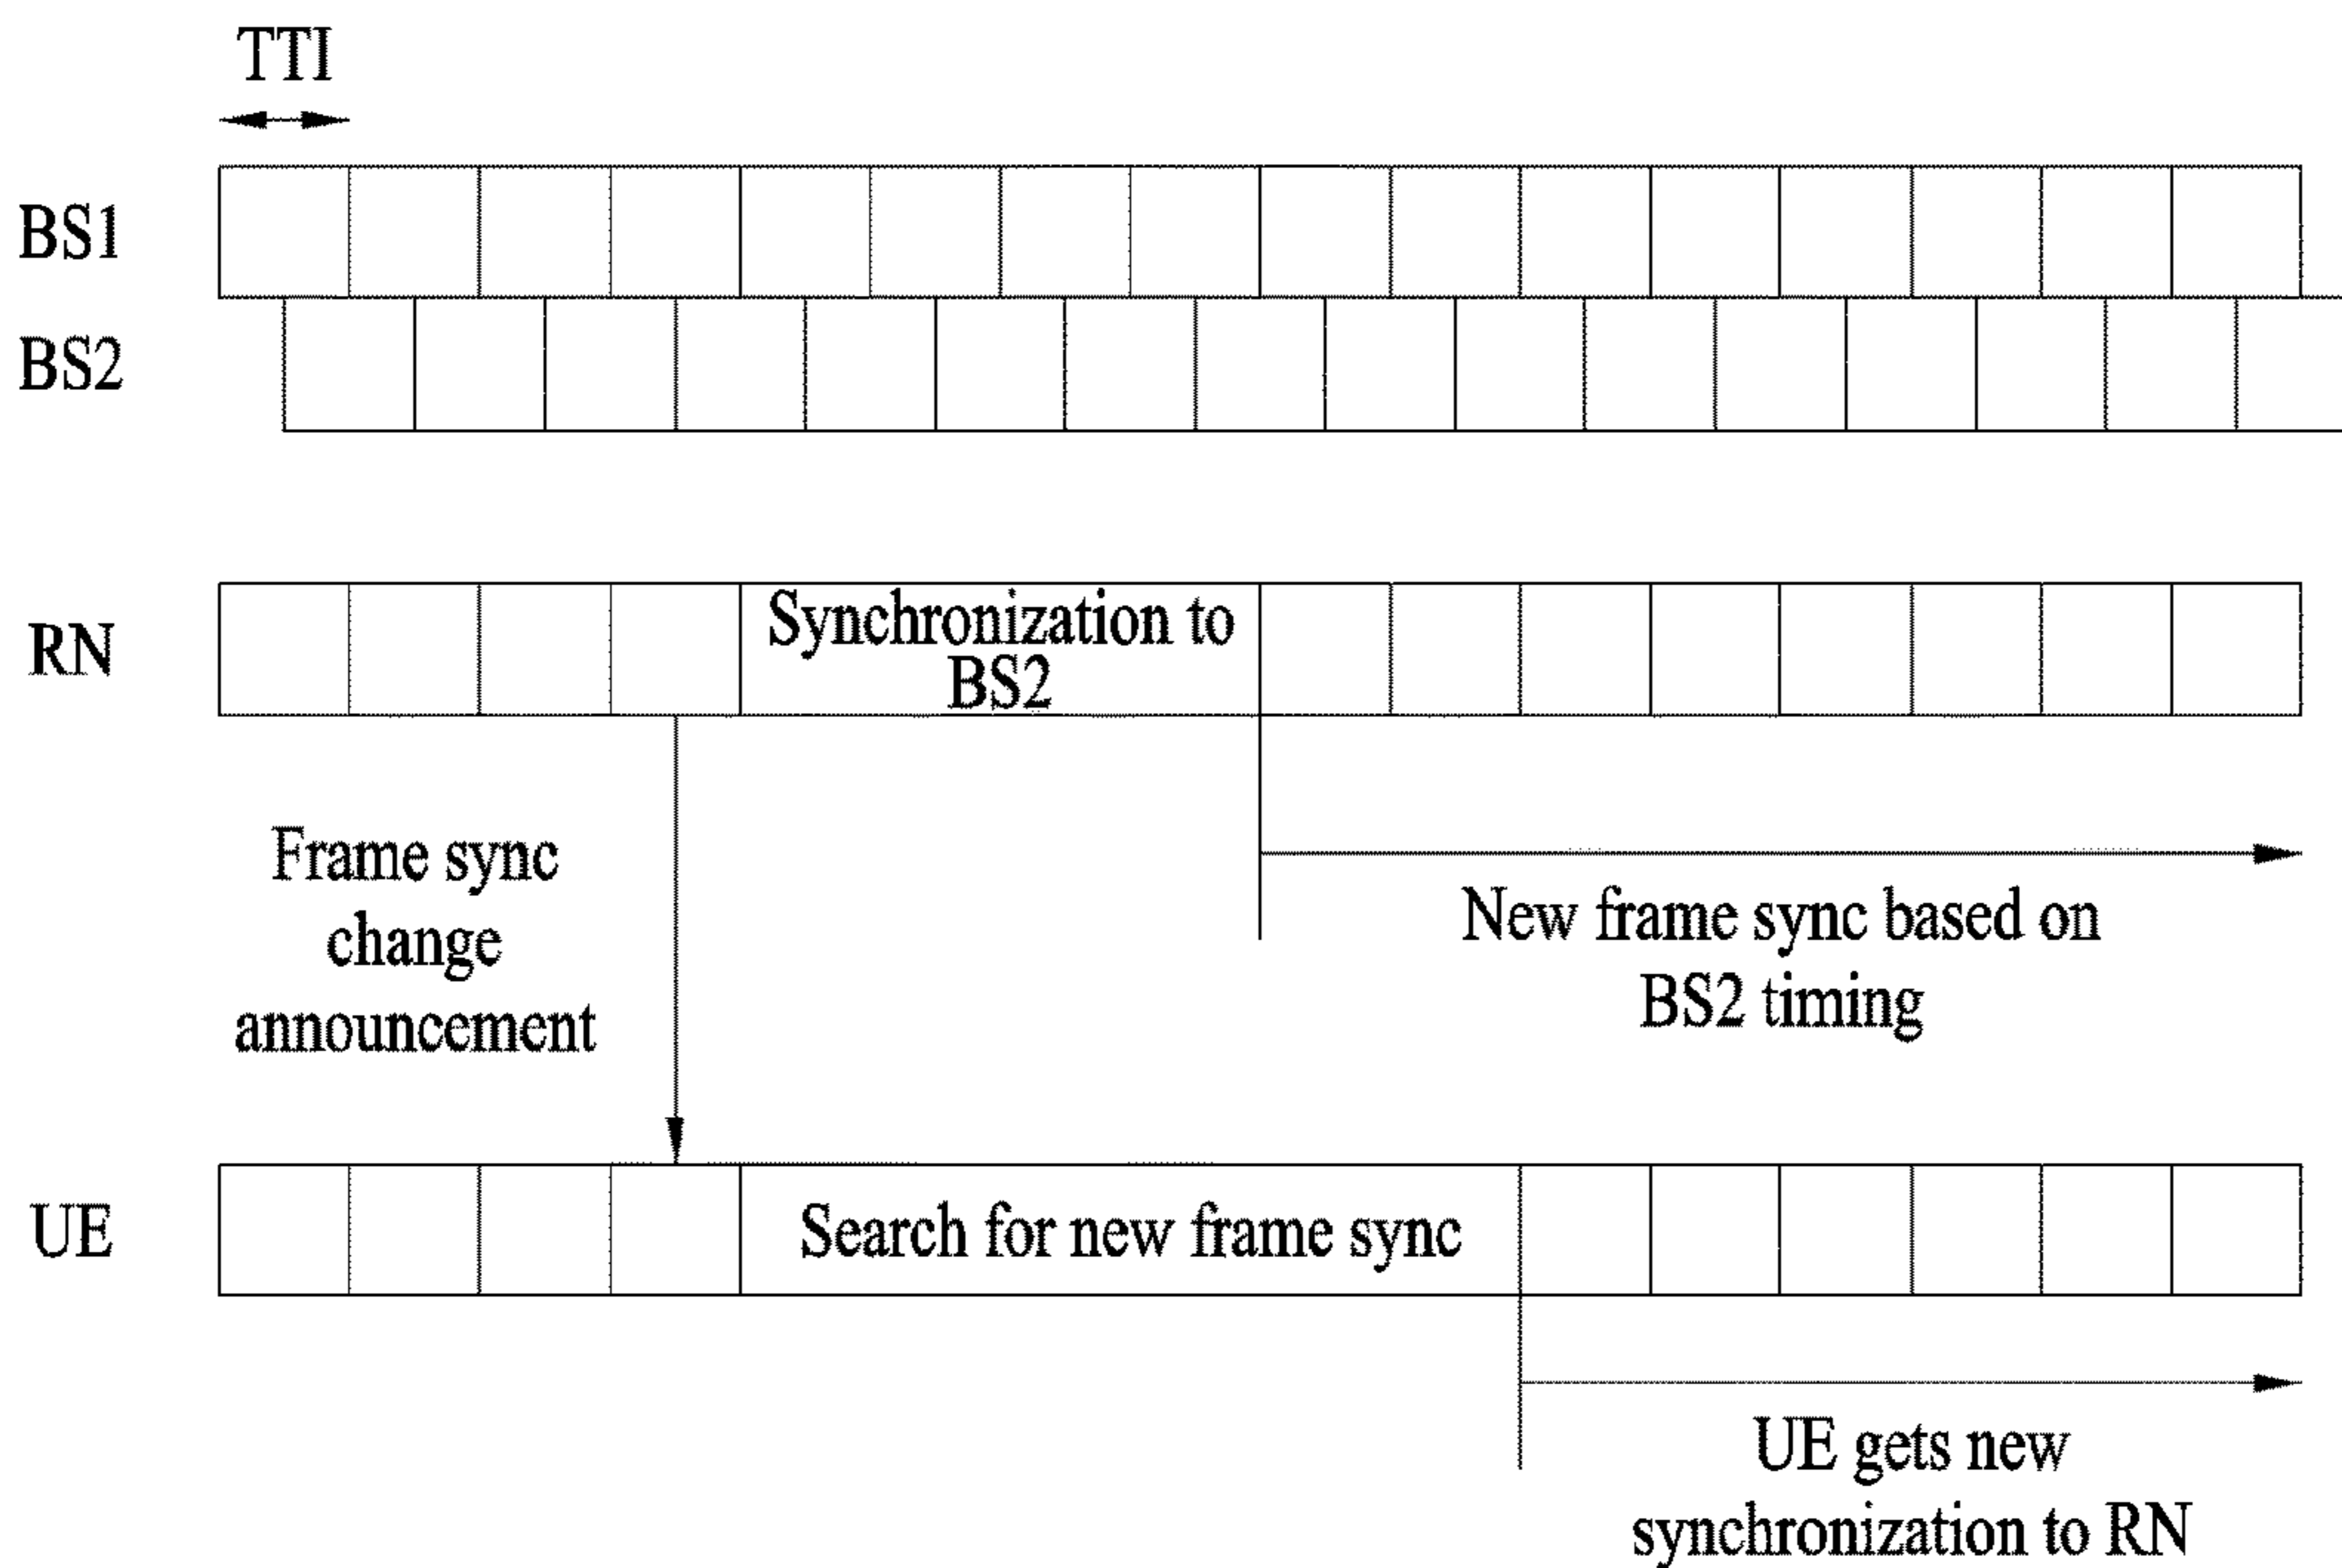 TTI
BS1
BS2
RN
Synchronization to
BS2
Frame sync
change
announcement
New frame sync based on
BS2 timing
UE
Search for new frame sync
UE gets new
synchronization to RN